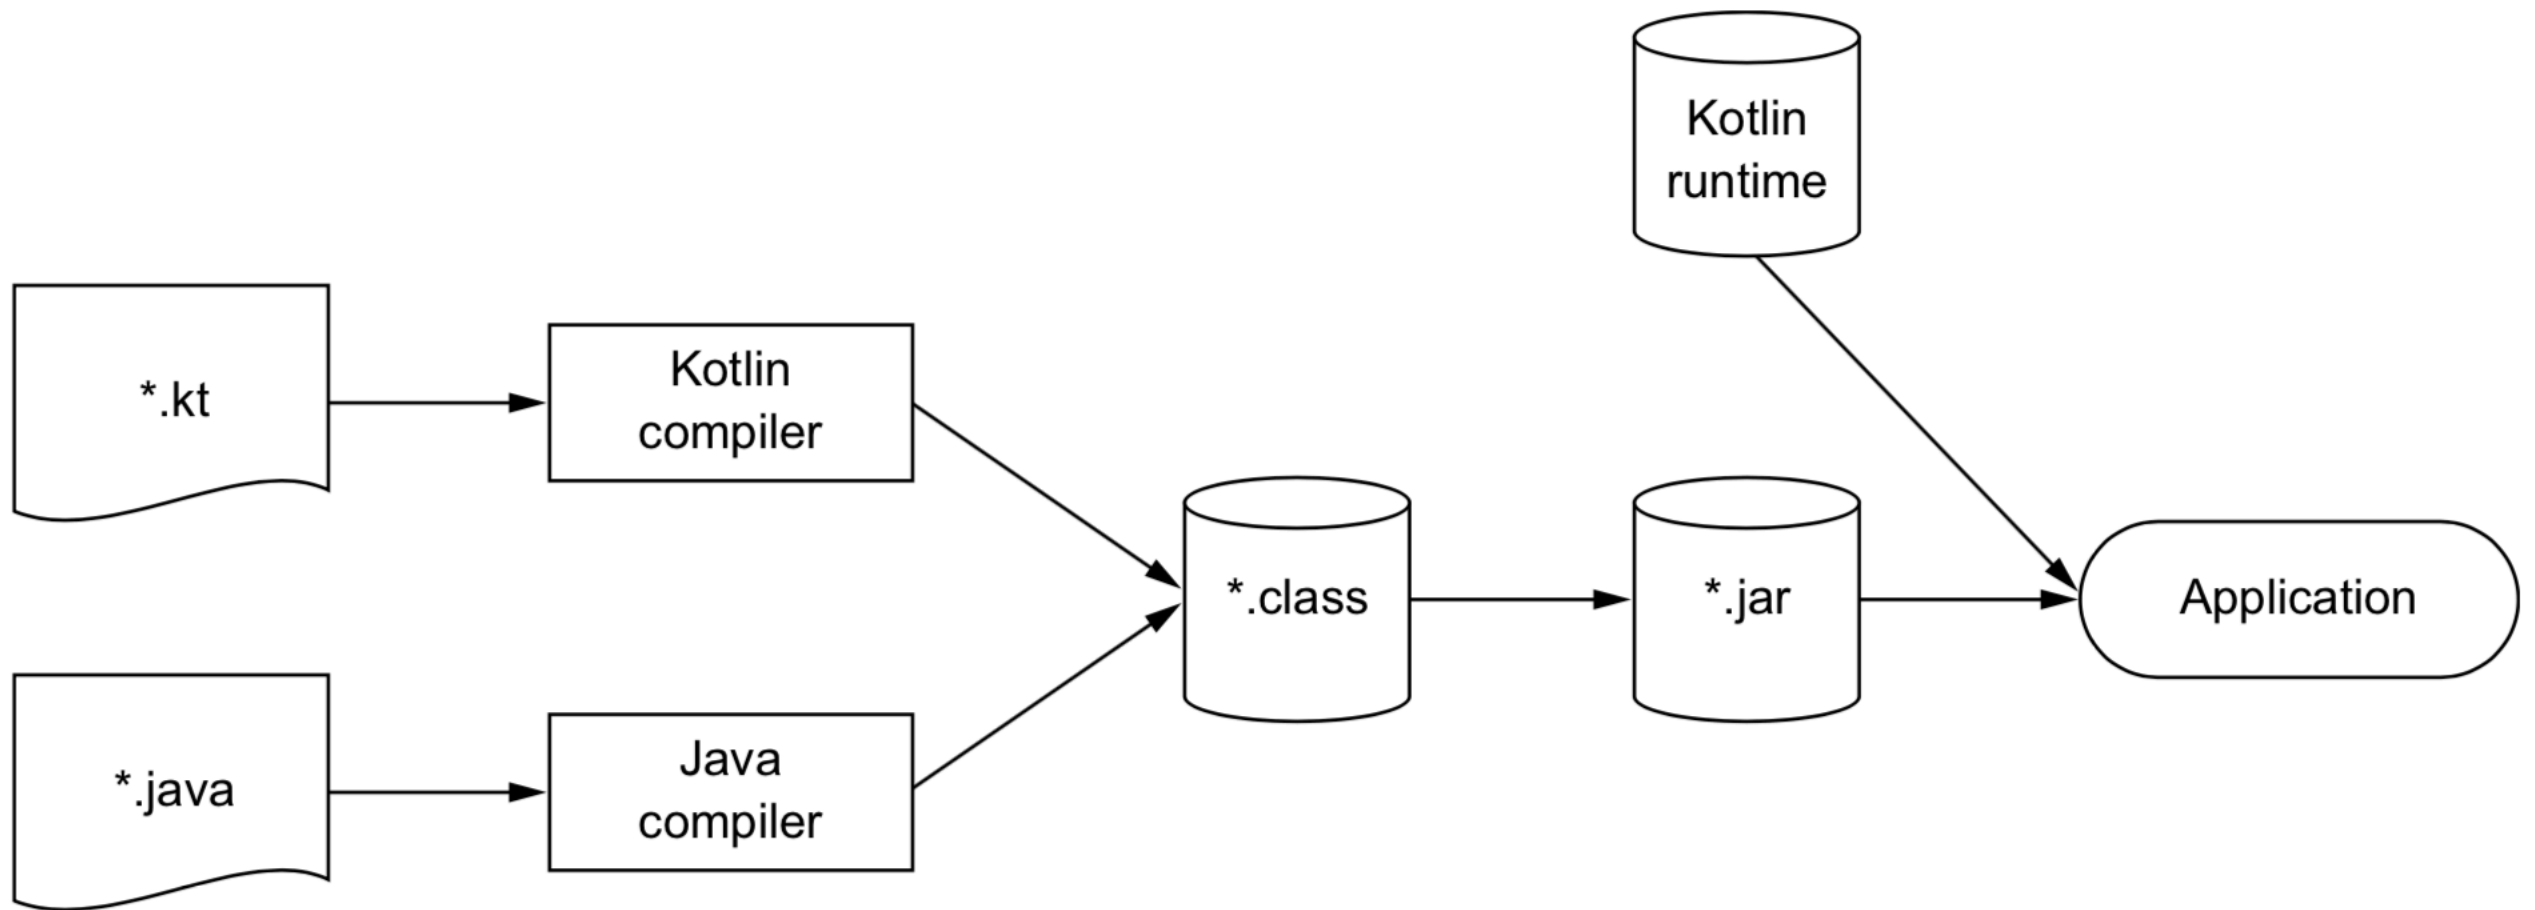 Kotlin
runtime
*.kt
Kotlin
compiler
*.class
*.jar
Application
*.java
Java
compiler